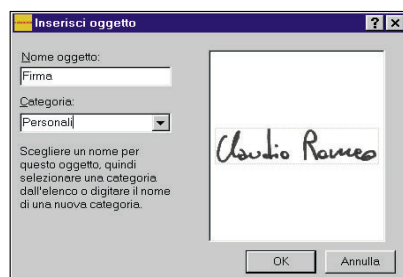 Inserisci oggetto
Nome oggetto:
Firma
Categoria:
Personali
Scegliere un nome per
questo oggetto, quindi
selezionare una categoria
dall'elenco o digitare il nome
di una nuova categoria.
Claudio Romeo
OK Annulla